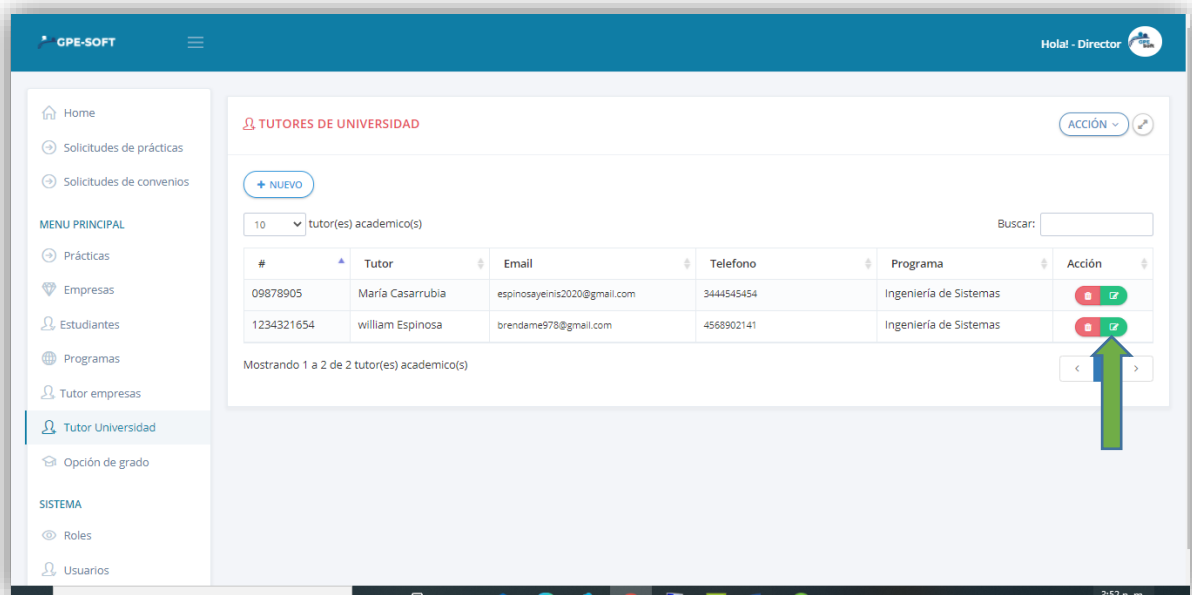 GPE-SOFT
Hola! - Director
Home
Solicitudes de prácticas
Solicitudes de convenios
MENU PRINCIPAL
Prácticas
Empresas
Estudiantes
Programas
Tutor empresas
Tutor Universidad
Opción de grado
SISTEMA
Roles
Usuarios
TUTORES DE UNIVERSIDAD
ACCIÓN
+ NUEVO
10 tutor(es) academico(s)
Buscar:
# Tutor Email Telefono Programa Acción
09878905 María Casarrubia espinosayeinis2020@gmail.com 3444545454 Ingeniería de Sistemas
1234321654 william Espinosa brendame978@gmail.com 4568902141 Ingeniería de Sistemas
Mostrando 1 a 2 de 2 tutor(es) academico(s)
2:52 p. m.